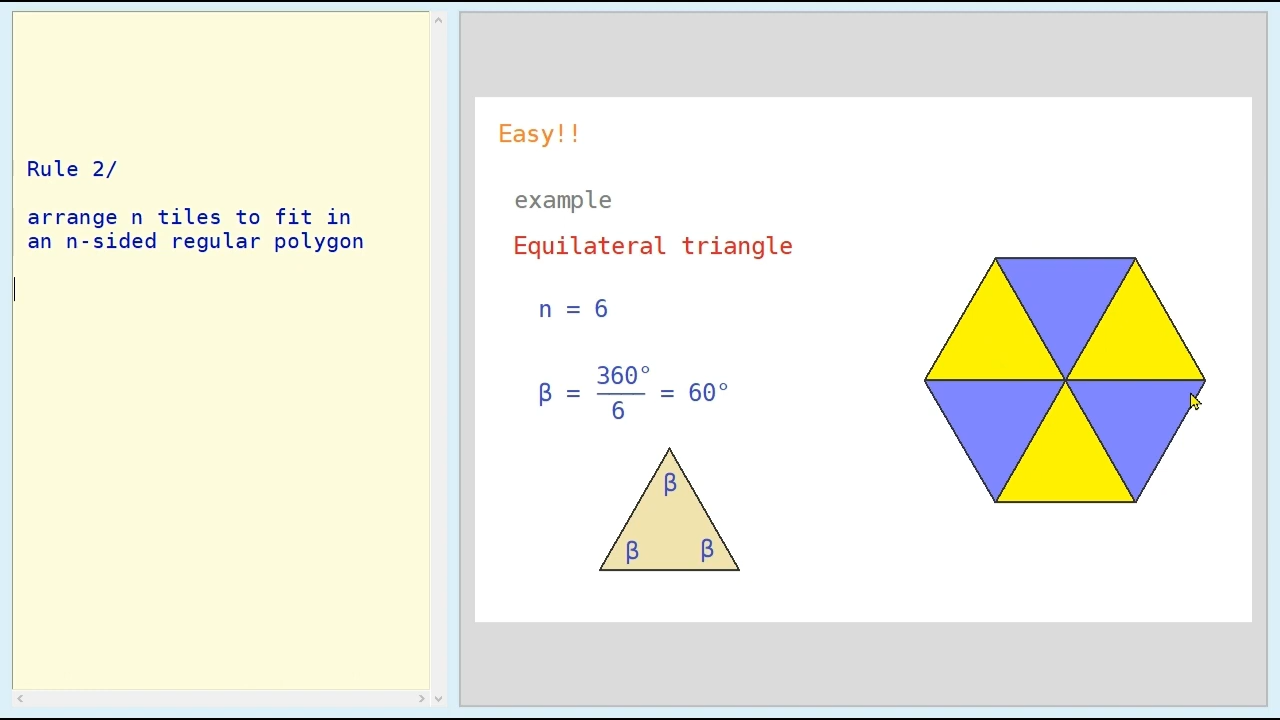 Rule 2/
arrange n tiles to fit in
an n-sided regular polygon
Easy!!
example
Equilateral triangle
n = 6
β = 360°/6 = 60°
β
β β